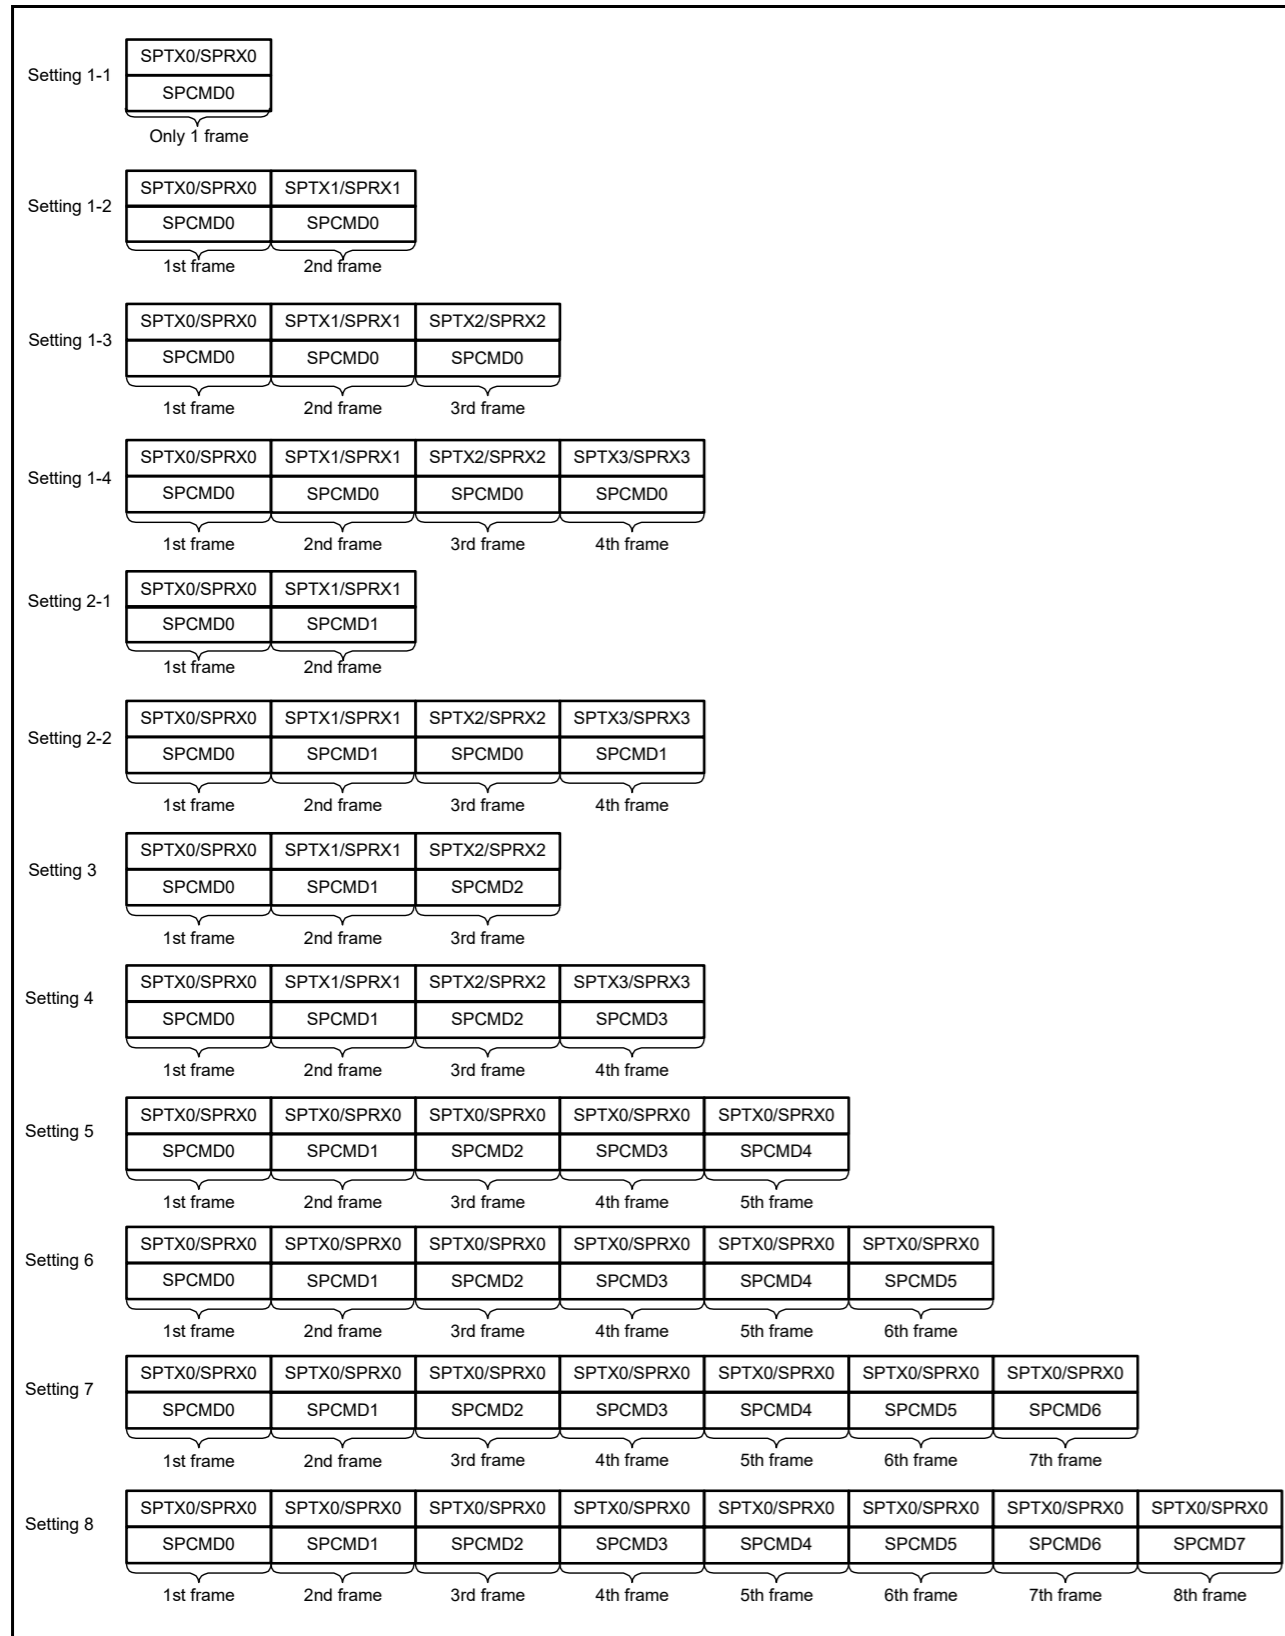 SPTX0/SPRX0
Setting 1-1
SPCMD0
Only 1 frame
SPTX0/SPRX0 SPTX1/SPRX1
Setting 1-2
SPCMD0 SPCMD0
1st frame 2nd frame
SPTX0/SPRX0 SPTX1/SPRX1 SPTX2/SPRX2
Setting 1-3
SPCMD0 SPCMD0 SPCMD0
1st frame 2nd frame 3rd frame
SPTX0/SPRX0 SPTX1/SPRX1 SPTX2/SPRX2 SPTX3/SPRX3
Setting 1-4
SPCMD0 SPCMD0 SPCMD0 SPCMD0
1st frame 2nd frame 3rd frame 4th frame
SPTX0/SPRX0 SPTX1/SPRX1
Setting 2-1
SPCMD0 SPCMD1
1st frame 2nd frame
SPTX0/SPRX0 SPTX1/SPRX1 SPTX2/SPRX2 SPTX3/SPRX3
Setting 2-2
SPCMD0 SPCMD1 SPCMD0 SPCMD1
1st frame 2nd frame 3rd frame 4th frame
SPTX0/SPRX0 SPTX1/SPRX1 SPTX2/SPRX2
Setting 3
SPCMD0 SPCMD1 SPCMD2
1st frame 2nd frame 3rd frame
SPTX0/SPRX0 SPTX1/SPRX1 SPTX2/SPRX2 SPTX3/SPRX3
Setting 4
SPCMD0 SPCMD1 SPCMD2 SPCMD3
1st frame 2nd frame 3rd frame 4th frame
SPTX0/SPRX0 SPTX0/SPRX0 SPTX0/SPRX0 SPTX0/SPRX0 SPTX0/SPRX0
Setting 5
SPCMD0 SPCMD1 SPCMD2 SPCMD3 SPCMD4
1st frame 2nd frame 3rd frame 4th frame 5th frame
SPTX0/SPRX0 SPTX0/SPRX0 SPTX0/SPRX0 SPTX0/SPRX0 SPTX0/SPRX0 SPTX0/SPRX0
Setting 6
SPCMD0 SPCMD1 SPCMD2 SPCMD3 SPCMD4 SPCMD5
1st frame 2nd frame 3rd frame 4th frame 5th frame 6th frame
SPTX0/SPRX0 SPTX0/SPRX0 SPTX0/SPRX0 SPTX0/SPRX0 SPTX0/SPRX0 SPTX0/SPRX0 SPTX0/SPRX0
Setting 7
SPCMD0 SPCMD1 SPCMD2 SPCMD3 SPCMD4 SPCMD5 SPCMD6
1st frame 2nd frame 3rd frame 4th frame 5th frame 6th frame 7th frame
SPTX0/SPRX0 SPTX0/SPRX0 SPTX0/SPRX0 SPTX0/SPRX0 SPTX0/SPRX0 SPTX0/SPRX0 SPTX0/SPRX0 SPTX0/SPRX0
Setting 8
SPCMD0 SPCMD1 SPCMD2 SPCMD3 SPCMD4 SPCMD5 SPCMD6 SPCMD7
1st frame 2nd frame 3rd frame 4th frame 5th frame 6th frame 7th frame 8th frame